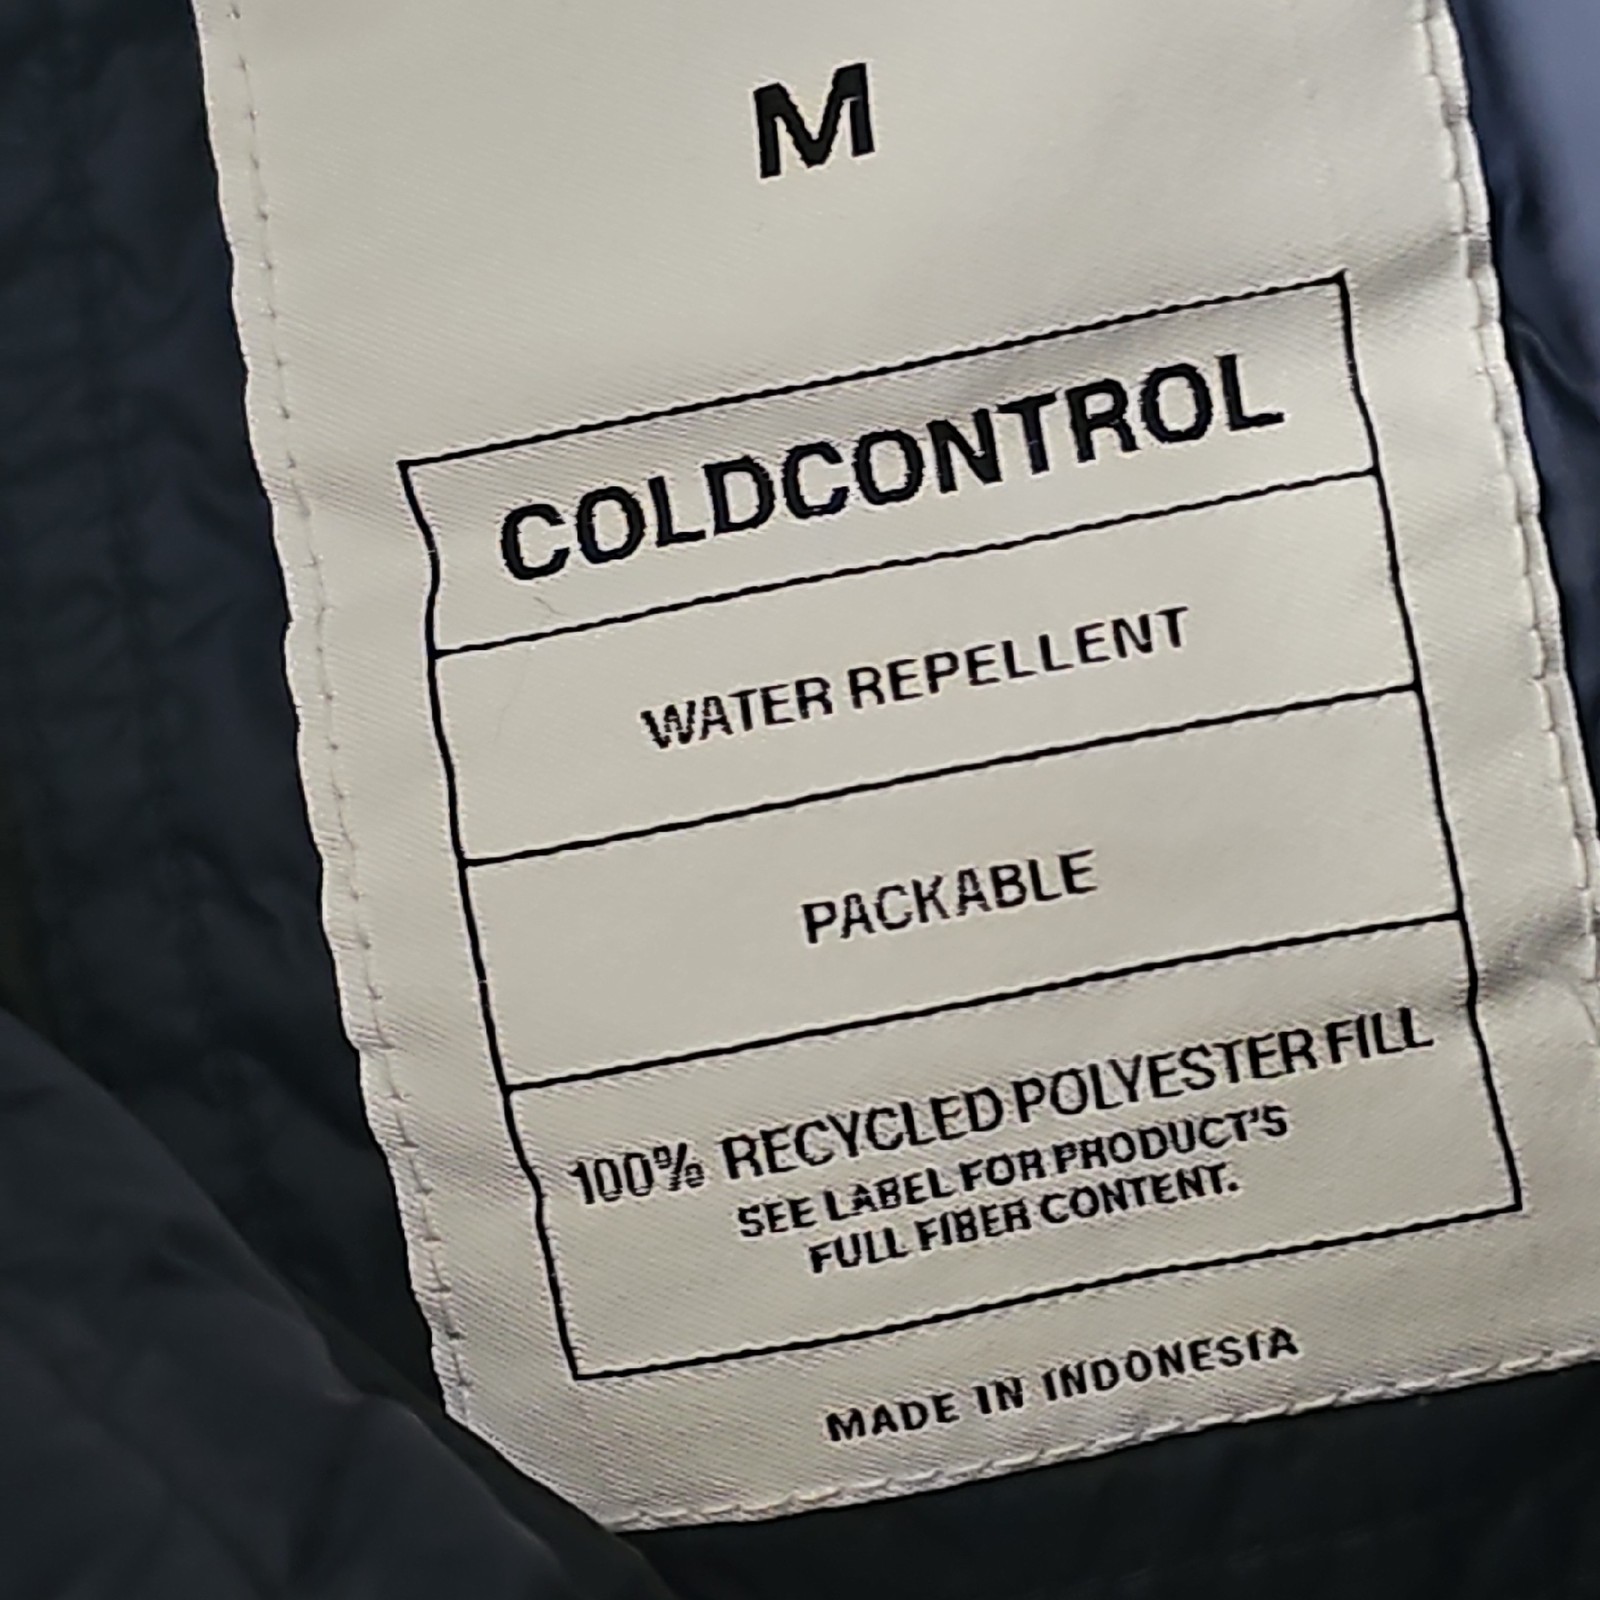 M
COLDCONTROL
WATER REPELLENT
PACKABLE
100% RECYCLED POLYESTER FILL
SEE LABEL FOR PRODUCT'S
FULL FIBER CONTENT.
MADE IN INDONESIA